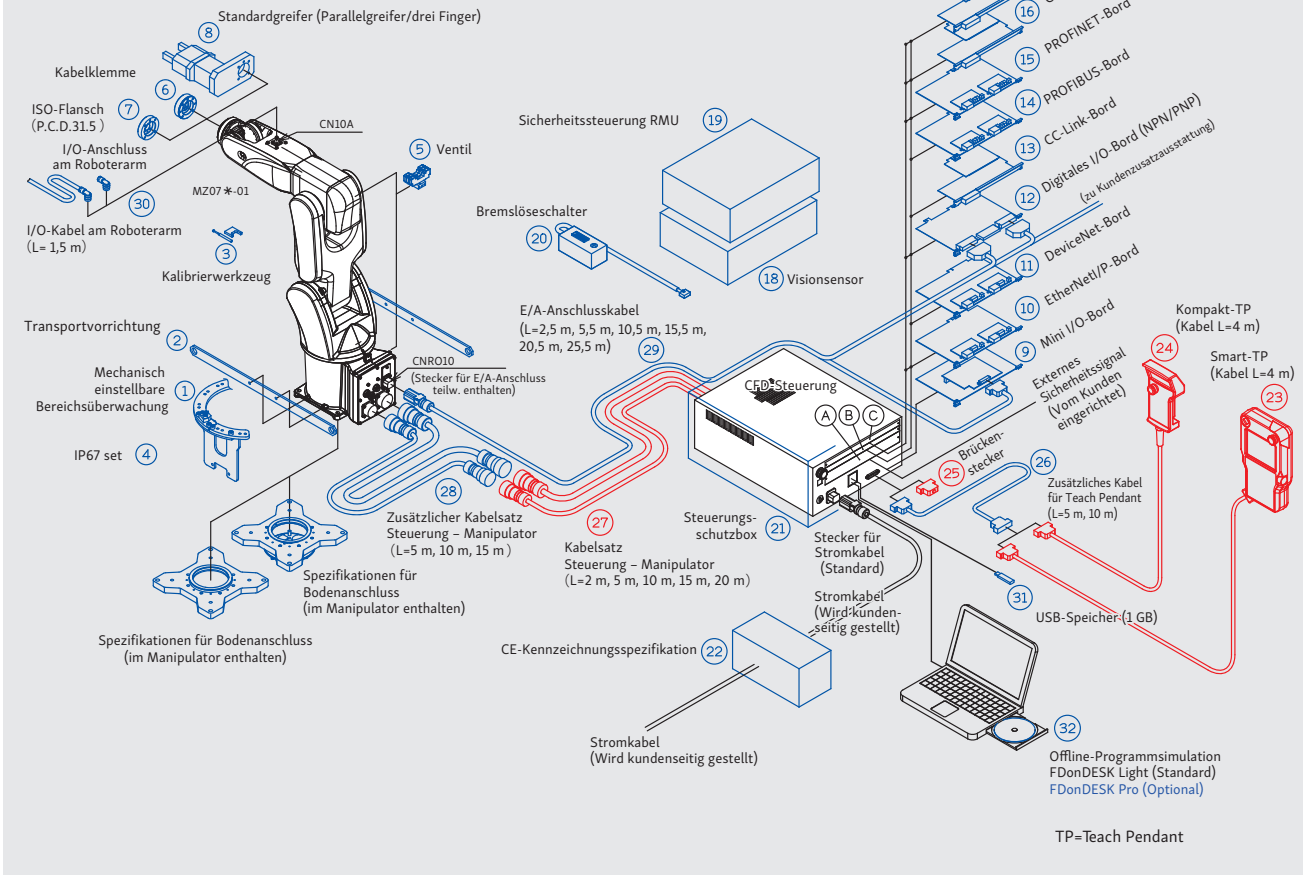 Standardgreifer (Parallelgreifer/drei Finger)
8
Kabelklemme
6
ISO-Flansch
(P.C.D.31.5 )
7
CN10A
I/O-Anschluss
am Roboterarm
MZ07＊-01
30
I/O-Kabel am Roboterarm
(L= 1,5 m)
3
Kalibrierwerkzeug
5 Ventil
Transportvorrichtung
2
Mechanisch
einstellbare
Bereichsüberwachung
1
IP67 set
4
CNRO10
(Stecker für E/A-Anschluss
teilw. enthalten)
Sicherheitssteuerung RMU
19
Bremslöseschalter
20
18 Visionsensor
E/A-Anschlusskabel
(L=2,5 m, 5,5 m, 10,5 m, 15,5 m,
20,5 m, 25,5 m)
29
28
Zusätzlicher Kabelsatz
Steuerung – Manipulator
(L=5 m, 10 m, 15 m )
27
Kabelsatz
Steuerung – Manipulator
(L=2 m, 5 m, 10 m, 15 m, 20 m)
Spezifikationen für
Bodenanschluss
(im Manipulator enthalten)
Spezifikationen für Bodenanschluss
(im Manipulator enthalten)
CFD-Steuerung
A
B
C
Steuerungs-
schutzbox
21
Stecker für
Stromkabel
(Standard)
Stromkabel
(Wird kunden-
seitig gestellt)
CE-Kennzeichnungsspezifikation 22
Stromkabel
(Wird kundenseitig gestellt)
16
15
PROFINET-Bord
14
PROFIBUS-Bord
13
CC-Link-Bord
12
Digitales I/O-Bord (NPN/PNP)
(zu Kundenzusatzausstattung)
11
DeviceNet-Bord
10
EtherNetI/P-Bord
9
Mini I/O-Bord
Externes
Sicherheitssignal
(Vom Kunden
eingerichtet)
25
Brücken-
stecker
26
Zusätzliches Kabel
für Teach Pendant
(L=5 m, 10 m)
Kompakt-TP
(Kabel L=4 m)
24
Smart-TP
(Kabel L=4 m)
23
31
USB-Speicher (1 GB)
32
Offline-Programmsimulation
FDonDESK Light (Standard)
FDonDESK Pro (Optional)
TP=Teach Pendant